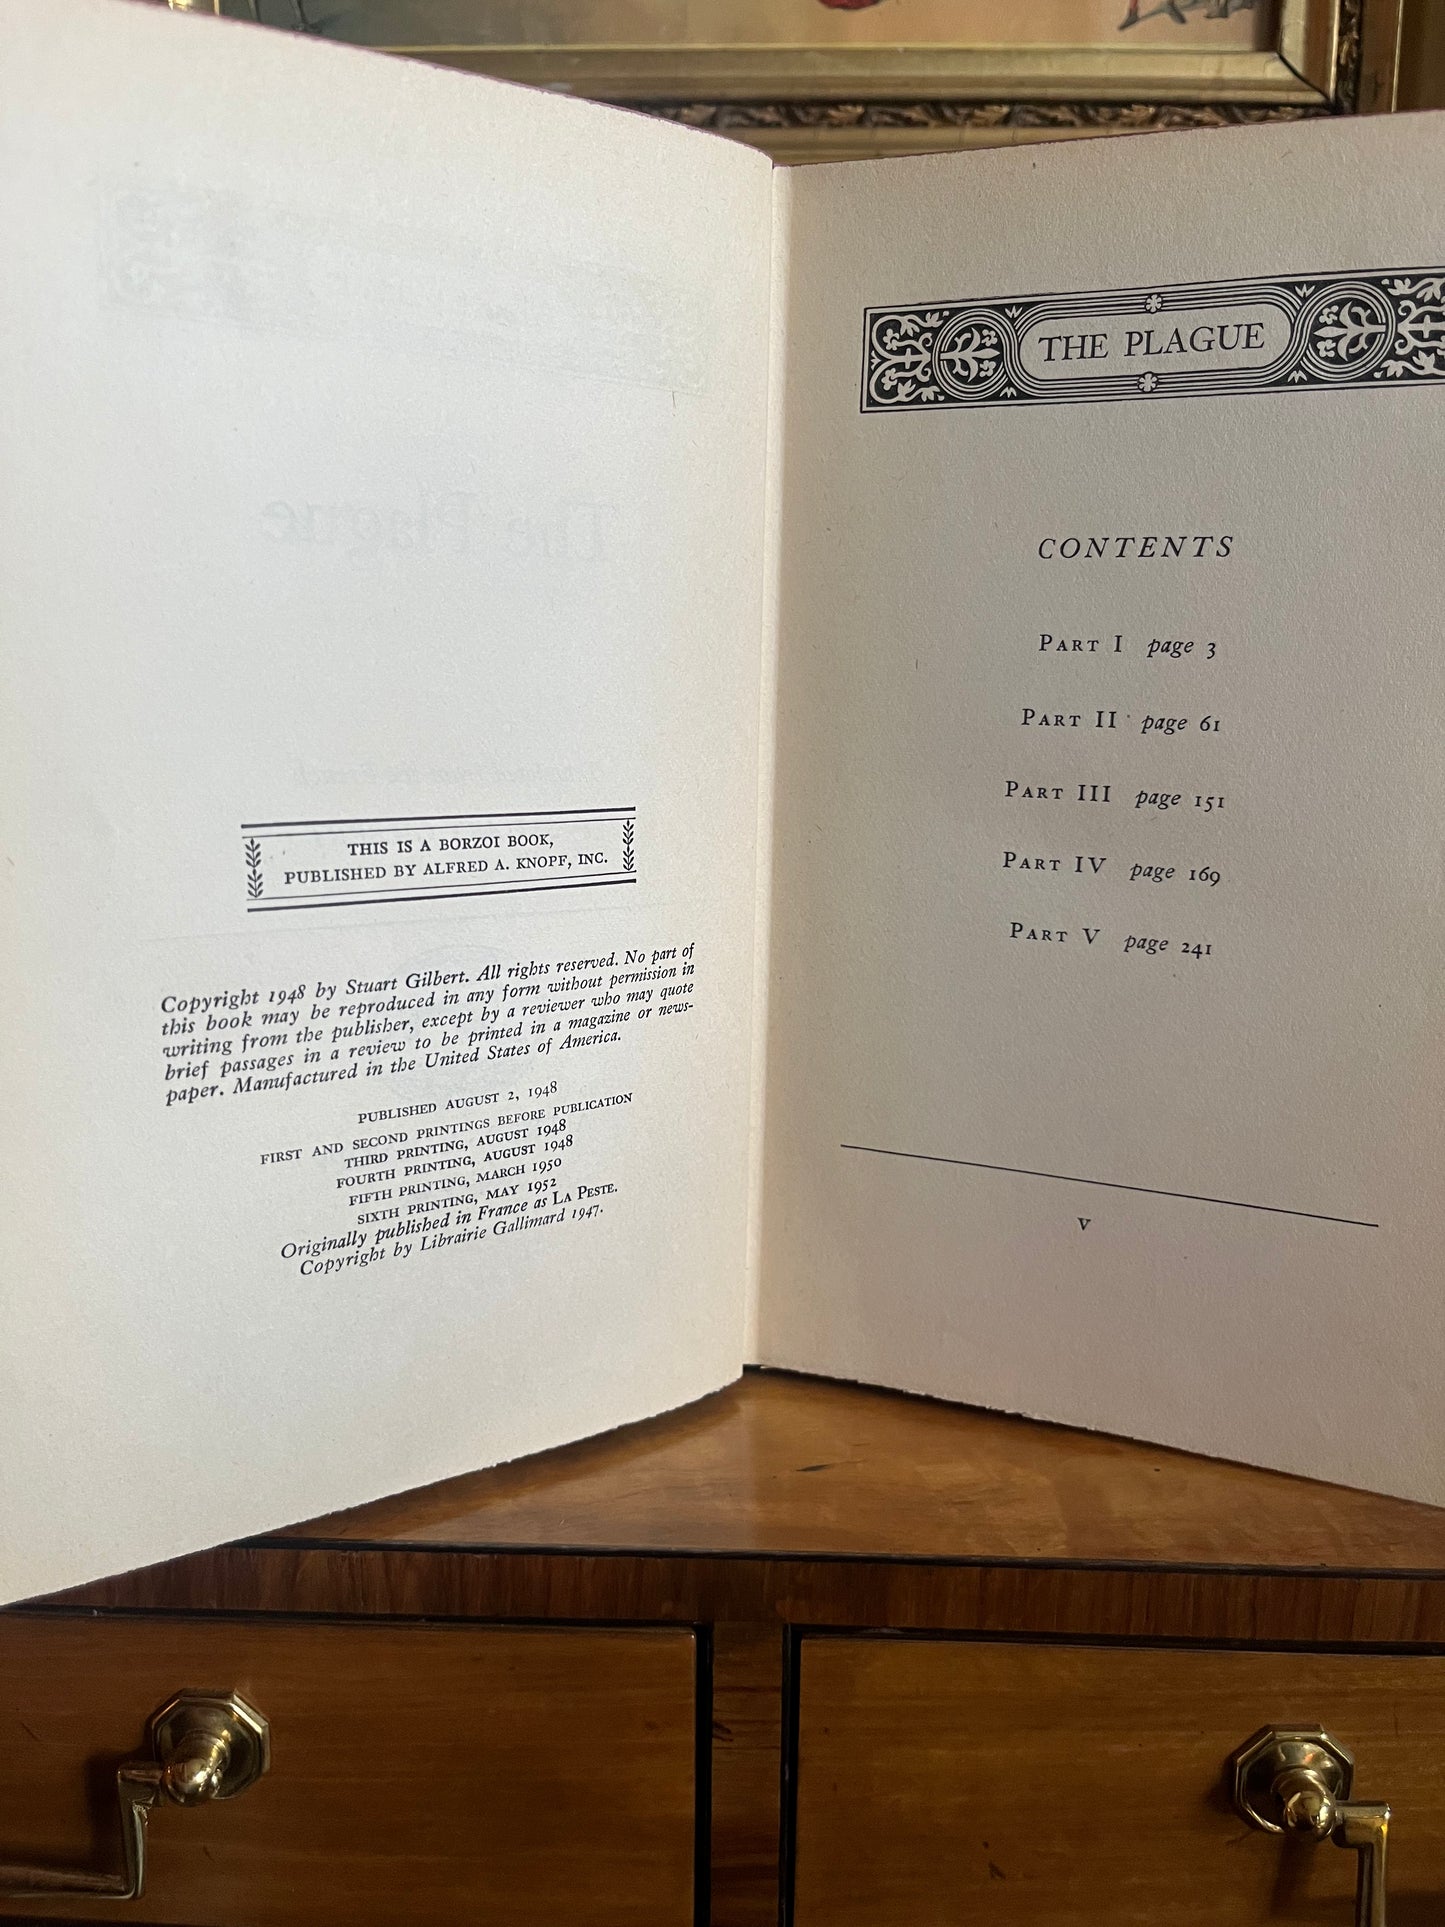 THIS IS A BORZOI BOOK,
PUBLISHED BY ALFRED A. KNOPF, INC.
Copyright 1948 by Stuart Gilbert. All rights reserved. No part of
this book may be reproduced in any form without permission in
writing from the publisher, except by a reviewer who may quote
brief passages in a review to be printed in a magazine or news-
paper. Manufactured in the United States of America.
PUBLISHED AUGUST 2, 1948
FIRST AND SECOND PRINTINGS BEFORE PUBLICATION
THIRD PRINTING, AUGUST 1948
FOURTH PRINTING, AUGUST 1948
FIFTH PRINTING, MARCH 1950
SIXTH PRINTING, MAY 1952
Originally published in France as LA PESTE.
Copyright by Librairie Gallimard 1947.
THE PLAGUE
CONTENTS
PART I page 3
PART II page 61
PART III page 151
PART IV page 169
PART V page 241
v